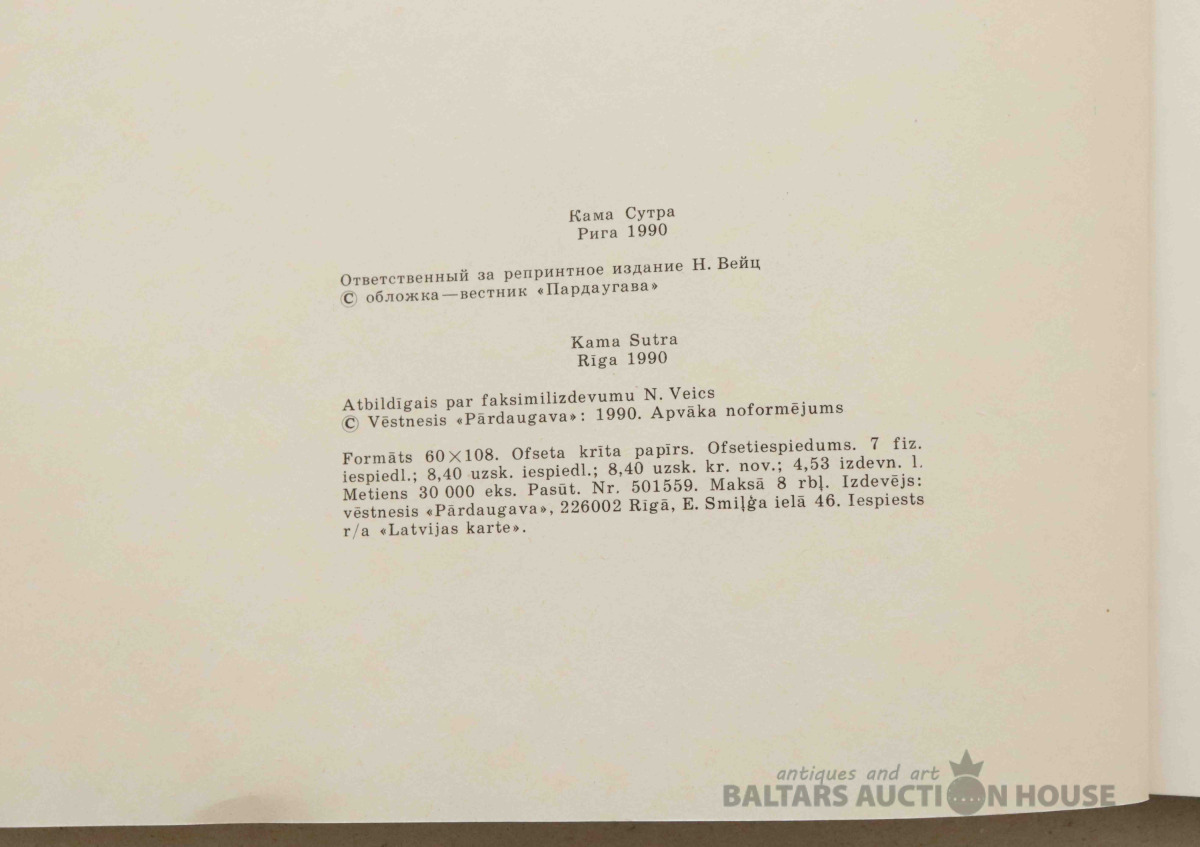 Кама Сутра
Рига 1990
Ответственный за репринтное издание Н. Вейц
© обложка — вестник «Пардаугава»
Kama Sutra
Rīga 1990
Atbildīgais par faksimilizdevumu N. Veics
© Vēstnesis «Pārdaugava»: 1990. Apvāka noformējums
Formāts 60×108. Ofseta krīta papīrs. Ofsetiespiedums. 7 fiz.
iespiedl.; 8,40 uzsk. iespiedl.; 8,40 uzsk. kr. nov.; 4,53 izdevn. l.
Metiens 30 000 eks. Pasūt. Nr. 501559. Maksā 8 rbļ. Izdevējs:
vēstnesis «Pārdaugava», 226002 Rīgā, E. Smiļģa ielā 46. Iespiests
r/a «Latvijas karte».
antiques and art
BALTARS AUCTION HOUSE